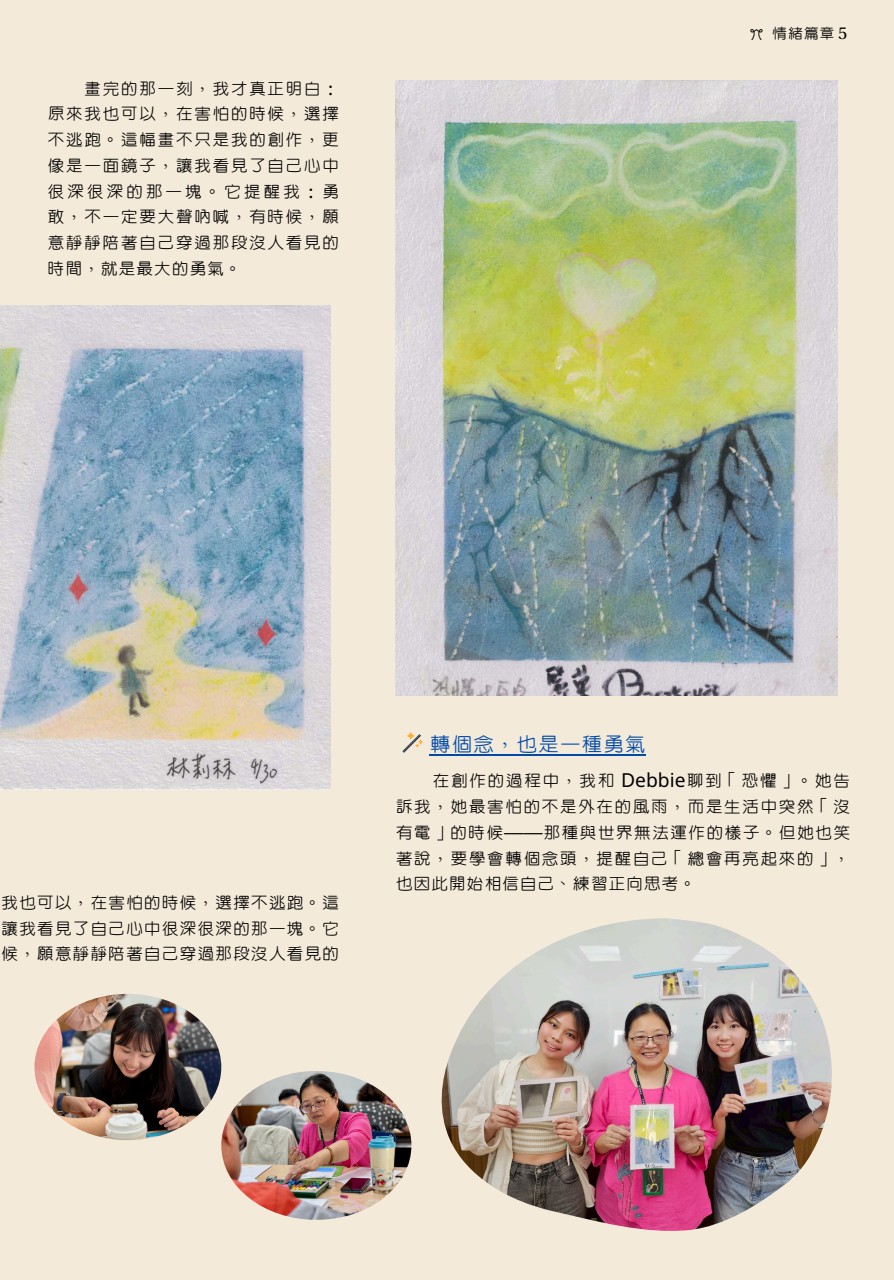 情緒篇章 5
畫完的那一刻，我才真正明白：
原來我也可以，在害怕的時候，選擇
不逃跑。這幅畫不只是我的創作，更
像是一面鏡子，讓我看見了自己心中
很深很深的那一塊。它提醒我：勇
敢，不一定要大聲吶喊，有時候，願
意靜靜陪著自己穿過那段沒人看見的
時間，就是最大的勇氣。
林莉秝 4/30
轉個念，也是一種勇氣
在創作的過程中，我和 Debbie聊到「恐懼」。她告
訴我，她最害怕的不是外在的風雨，而是生活中突然「沒
有電」的時候——那種與世界無法運作的樣子。但她也笑
著說，要學會轉個念頭，提醒自己「總會再亮起來的」，
也因此開始相信自己、練習正向思考。
我也可以，在害怕的時候，選擇不逃跑。這
讓我看見了自己心中很深很深的那一塊。它
候，願意靜靜陪著自己穿過那段沒人看見的